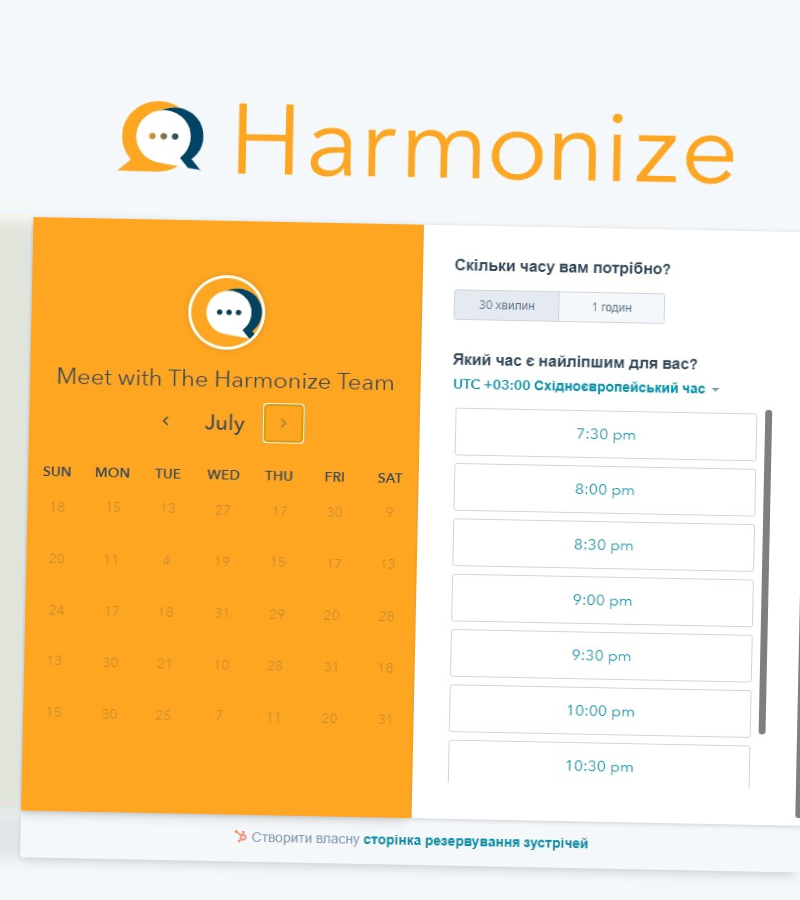 Harmonize
Meet with The Harmonize Team
July
SUN MON TUE WED THU FRI SAT
18 15 13 27 17 30 9
20 11 4 19 15 17 13
24 17 18 31 29 20 28
13 30 21 10 28 31 18
15 30 25 7 11 20 31
Скільки часу вам потрібно?
30 хвилин 1 годин
Який час є найліпшим для вас?
UTC +03:00 Східноєвропейський час
7:30 pm
8:00 pm
8:30 pm
9:00 pm
9:30 pm
10:00 pm
10:30 pm
Створити власну сторінка резервування зустрічей